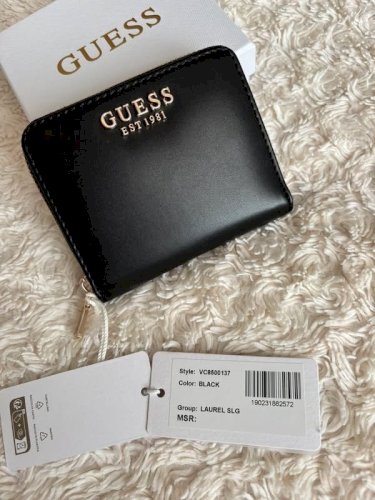 GUESS
GUESS
EST 1981
Style: VC8500137
Color: BLACK
190231862572
Group: LAUREL SLG
MSR: